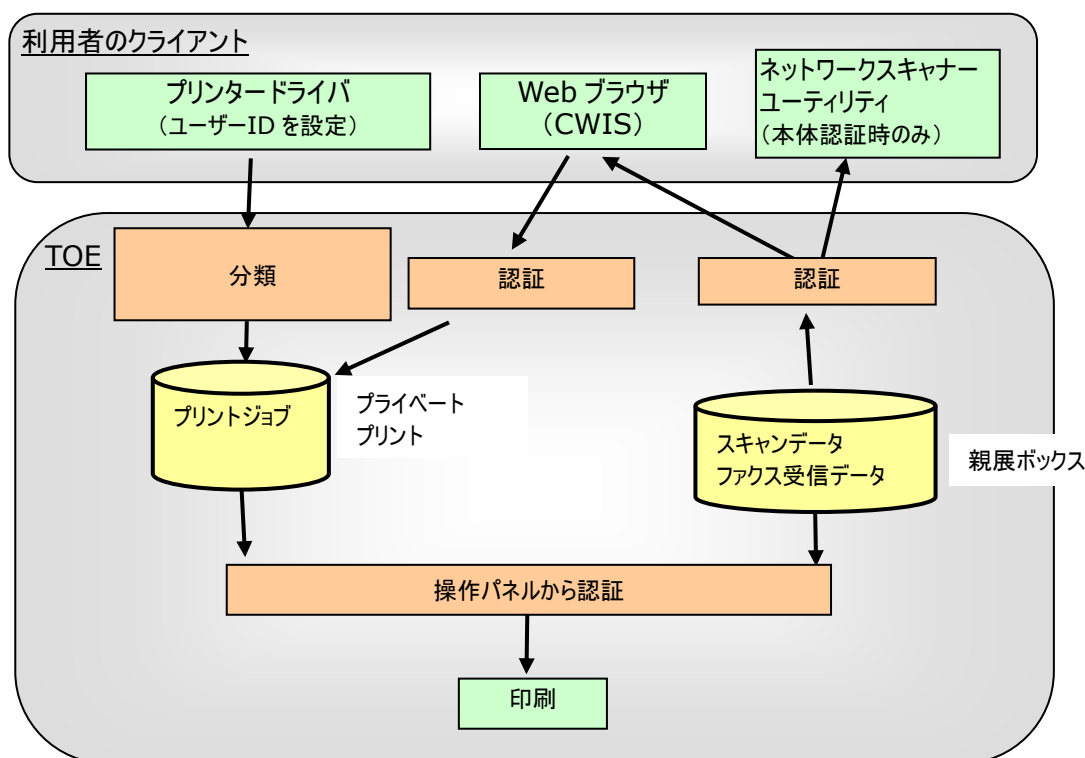 利用者のクライアント
プリンタードライバ
（ユーザーID を設定）
Web ブラウザ
（CWIS）
ネットワークスキャナー
ユーティリティ
（本体認証時のみ）
TOE
分類
認証
認証
プリントジョブ
プライベート
プリント
スキャンデータ
ファクス受信データ
親展ボックス
操作パネルから認証
印刷